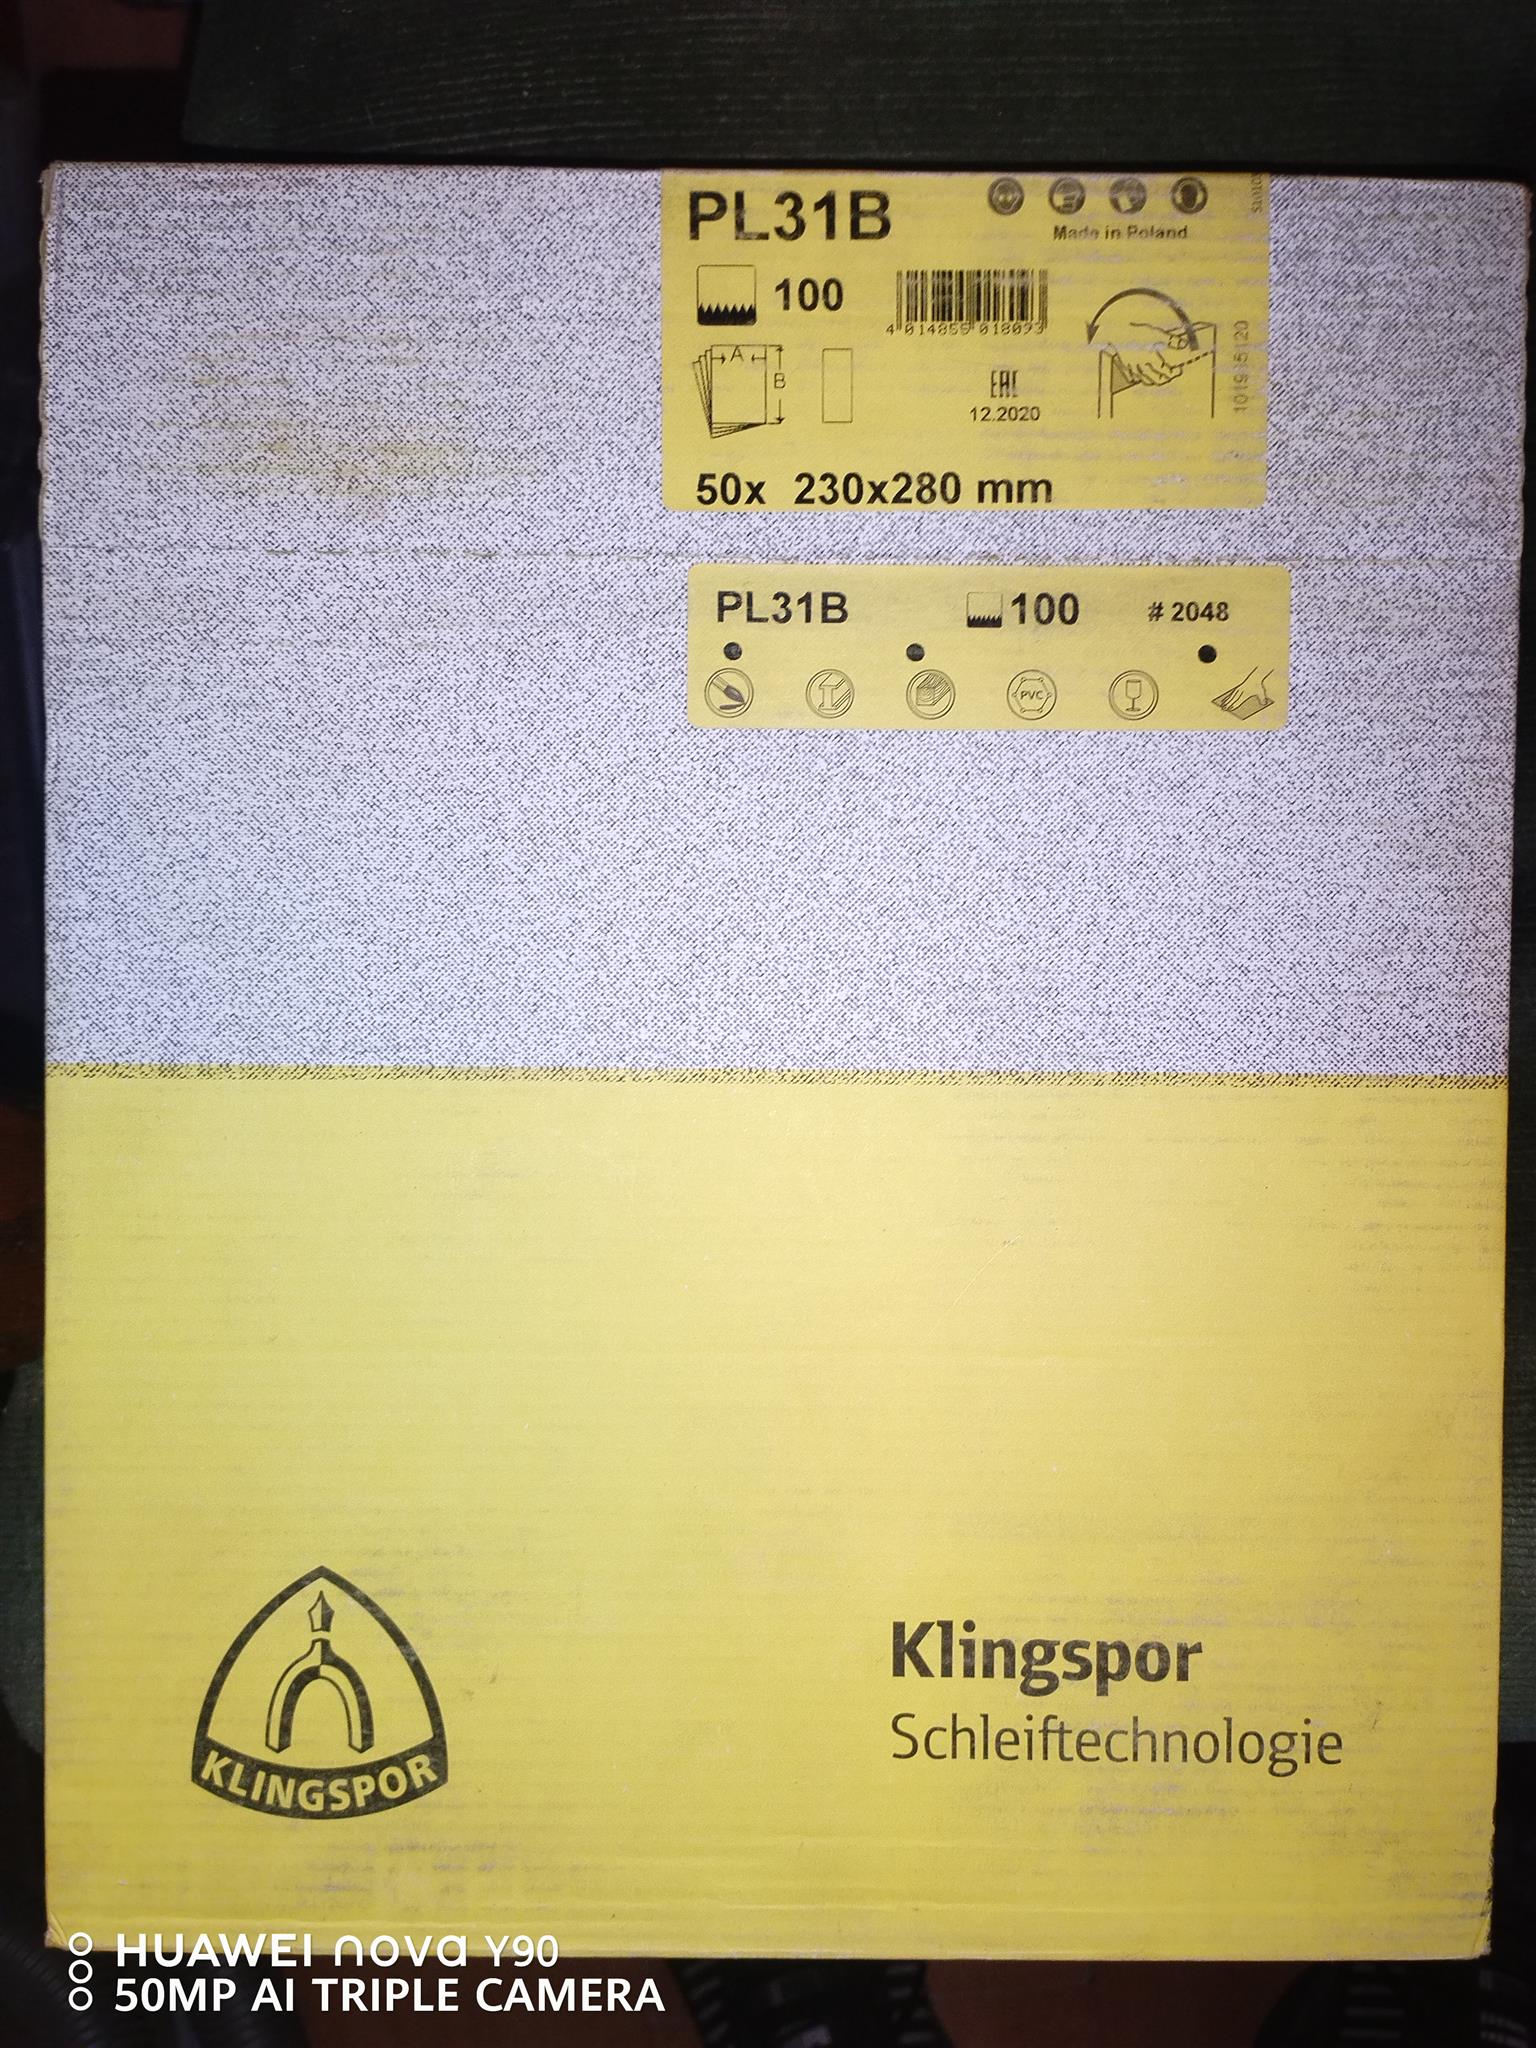 PL31B
Made in Poland
100
4 014855 018093
A
B
EAC
12.2020
50x 230x280 mm
PL31B 100 # 2048
PVC
KLINGSPOR
Klingspor
Schleiftechnologie
HUAWEI nova Y90
50MP AI TRIPLE CAMERA